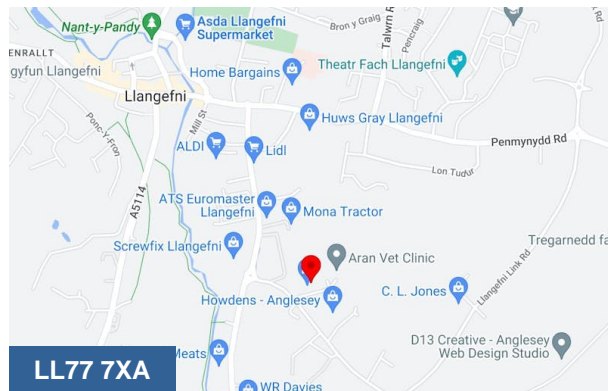 Bron y Graig
Nant-y-Pandy
Asda Llangefni
Supermarket
Talwrn R
Pencraig
Rd
ENRALLT
Theatr Fach Llangefni
gyfun Llangefni
Home Bargains
Llangefni
Mill St
Huws Gray Llangefni
Ponc-y-Fron
Penmynydd Rd
ALDI
Lidl
Lon Tudur
A5114
ATS Euromaster
Llangefni
Mona Tractor
Tregarnedd fa
Screwfix Llangefni
Aran Vet Clinic
Llangefni Link Rd
Howdens - Anglesey
C. L. Jones
D13 Creative - Anglesey
Web Design Studio
LL77 7XA
Meats
WR Davies